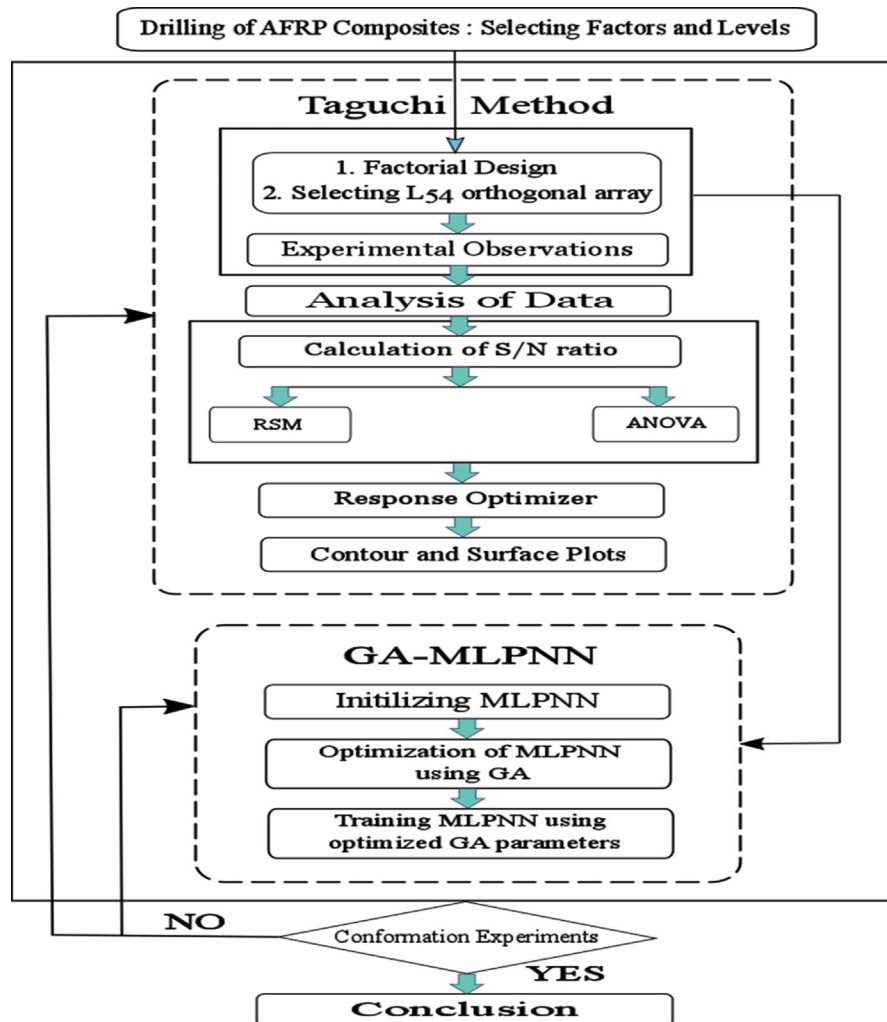 Drilling of AFRP Composites : Selecting Factors and Levels
Taguchi Method
1. Factorial Design
2. Selecting L54 orthogonal array
Experimental Observations
Analysis of Data
Calculation of S/N ratio
RSM
ANOVA
Response Optimizer
Contour and Surface Plots
GA-MLPNN
Initilizing MLPNN
Optimization of MLPNN
using GA
Training MLPNN using
optimized GA parameters
NO
Conformation Experiments
YES
Conclusion